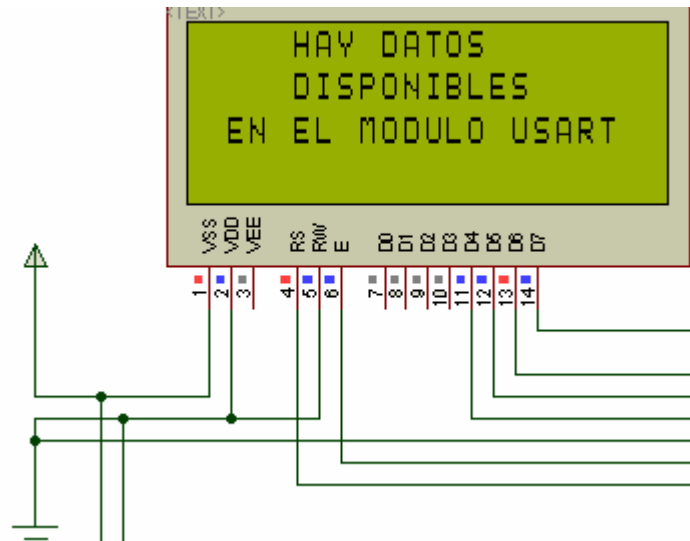 <TEXT>
HAY DATOS
DISPONIBLES
EN EL MODULO USART
VSS VDD VEE RS RW E D0 D1 D2 D3 D4 D5 D6 D7
1 2 3 4 5 6 7 8 9 10 11 12 13 14